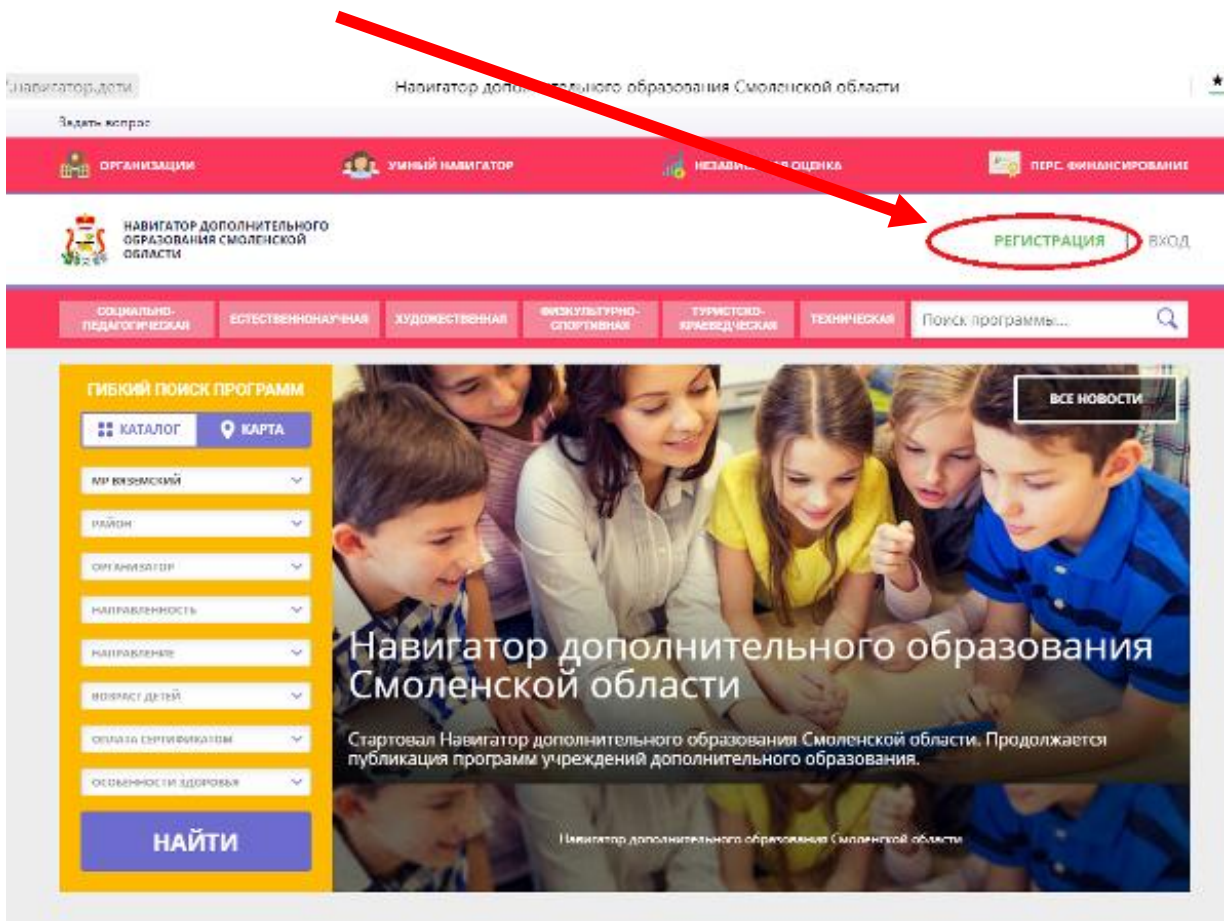 навигатор.дети
Навигатор дополнительного образования Смоленской области
Задать вопрос
ОРГАНИЗАЦИИ
УМНЫЙ НАВИГАТОР
НЕЗАВИСИМАЯ ОЦЕНКА
ПЕРС. ФИНАНСИРОВАНИЕ
НАВИГАТОР ДОПОЛНИТЕЛЬНОГО
ОБРАЗОВАНИЯ СМОЛЕНСКОЙ
ОБЛАСТИ
РЕГИСТРАЦИЯ | ВХОД
СОЦИАЛЬНО-
ПЕДАГОГИЧЕСКАЯ
ЕСТЕСТВЕННОНАУЧНАЯ
ХУДОЖЕСТВЕННАЯ
ФИЗКУЛЬТУРНО-
СПОРТИВНАЯ
ТУРИСТСКО-
КРАЕВЕДЧЕСКАЯ
ТЕХНИЧЕСКАЯ
Поиск программы...
ГИБКИЙ ПОИСК ПРОГРАММ
КАТАЛОГ
КАРТА
МР ВЯЗЕМСКИЙ
РАЙОН
ОРГАНИЗАТОР
НАПРАВЛЕННОСТЬ
НАПРАВЛЕНИЕ
ВОЗРАСТ ДЕТЕЙ
ОПЛАТА СЕРТИФИКАТОМ
ОСОБЕННОСТИ ЗДОРОВЬЯ
НАЙТИ
ВСЕ НОВОСТИ
Навигатор дополнительного образования
Смоленской области
Стартовал Навигатор дополнительного образования Смоленской области. Продолжается
публикация программ учреждений дополнительного образования.
Навигатор дополнительного образования Смоленской области